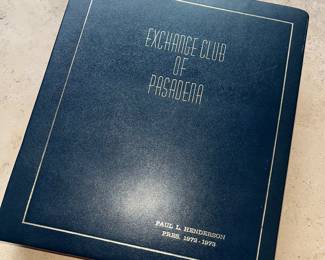 EXCHANGE CLUB
OF
PASADENA
PAUL L. HENDERSON
PRES. 1972-1973